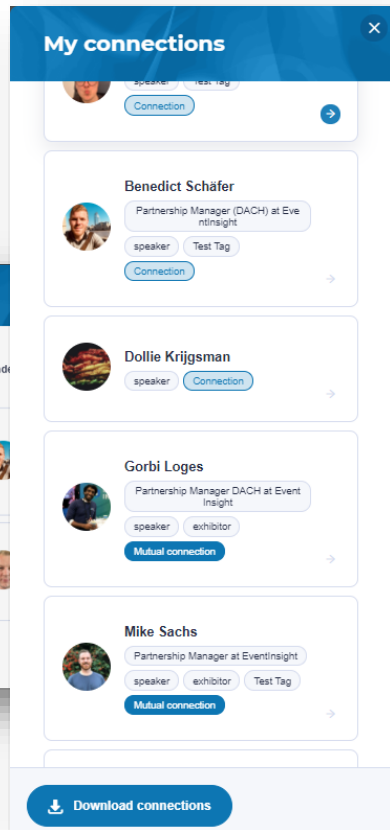 My connections
speaker Test Tag
Connection
Benedict Schäfer
Partnership Manager (DACH) at Eve
ntInsight
speaker Test Tag
Connection
Dollie Krijgsman
speaker Connection
Gorbi Loges
Partnership Manager DACH at Event
Insight
speaker exhibitor
Mutual connection
Mike Sachs
Partnership Manager at EventInsight
speaker exhibitor Test Tag
Mutual connection
Download connections